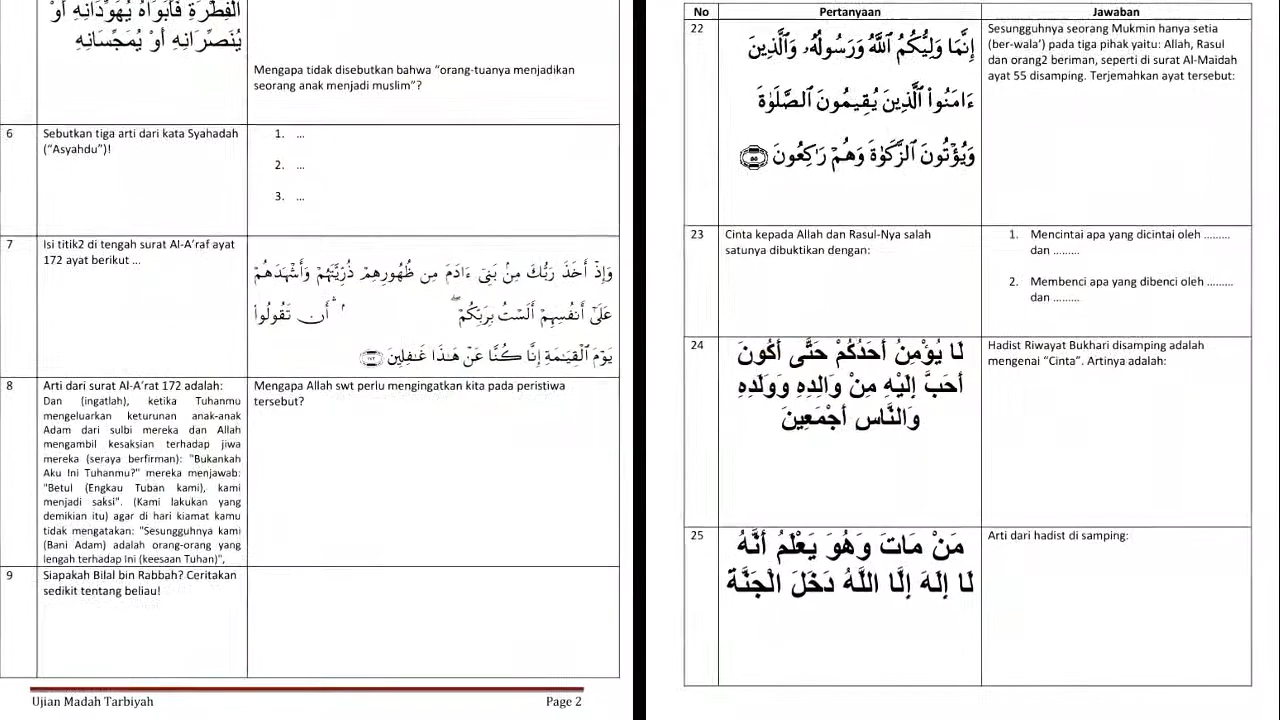 الْفِطْرَةِ فَأَبَوَاهُ يُهَوِّدَانِهِ أَوْ
يُنَصِّرَانِهِ أَوْ يُمَجِّسَانِهِ
Mengapa tidak disebutkan bahwa “orang-tuanya menjadikan
seorang anak menjadi muslim”?
6
Sebutkan tiga arti dari kata Syahadah
(“Asyahdu”)!
1. ...
2. ...
3. ...
7
Isi titik2 di tengah surat Al-A’raf ayat
172 ayat berikut ...
وَإِذْ أَخَذَ رَبُّكَ مِنۢ بَنِىٓ ءَادَمَ مِن ظُهُورِهِمْ ذُرِّيَّتَهُمْ وَأَشْهَدَهُمْ
عَلَىٰٓ أَنفُسِهِمْ أَلَسْتُ بِرَبِّكُمْ ۖ أَن تَقُولُوا۟
يَوْمَ ٱلْقِيَـٰمَةِ إِنَّا كُنَّا عَنْ هَـٰذَا غَـٰفِلِينَ ١٧٢
8
Arti dari surat Al-A’rat 172 adalah:
Dan (ingatlah), ketika Tuhanmu
mengeluarkan keturunan anak-anak
Adam dari sulbi mereka dan Allah
mengambil kesaksian terhadap jiwa
mereka (seraya berfirman): "Bukankah
Aku Ini Tuhanmu?" mereka menjawab:
"Betul (Engkau Tuban kami), kami
menjadi saksi". (Kami lakukan yang
demikian itu) agar di hari kiamat kamu
tidak mengatakan: "Sesungguhnya kami
(Bani Adam) adalah orang-orang yang
lengah terhadap Ini (keesaan Tuhan)",
Mengapa Allah swt perlu mengingatkan kita pada peristiwa
tersebut?
9
Siapakah Bilal bin Rabbah? Ceritakan
sedikit tentang beliau!
Ujian Madah Tarbiyah
Page 2
No Pertanyaan Jawaban
22
إِنَّمَا وَلِيُّكُمُ ٱللَّهُ وَرَسُولُهُۥ وَٱلَّذِينَ
ءَامَنُوا۟ ٱلَّذِينَ يُقِيمُونَ ٱلصَّلَوٰةَ
وَيُؤْتُونَ ٱلزَّكَوٰةَ وَهُمْ رَٰكِعُونَ ٥٥
Sesungguhnya seorang Mukmin hanya setia
(ber-wala’) pada tiga pihak yaitu: Allah, Rasul
dan orang2 beriman, seperti di surat Al-Maidah
ayat 55 disamping. Terjemahkan ayat tersebut:
23
Cinta kepada Allah dan Rasul-Nya salah
satunya dibuktikan dengan:
1. Mencintai apa yang dicintai oleh .........
dan .........
2. Membenci apa yang dibenci oleh .........
dan .........
24
لَا يُؤْمِنُ أَحَدُكُمْ حَتَّى أَكُونَ
أَحَبَّ إِلَيْهِ مِنْ وَالِدِهِ وَوَلَدِهِ
وَالنَّاسِ أَجْمَعِينَ
Hadist Riwayat Bukhari disamping adalah
mengenai “Cinta”. Artinya adalah:
25
مَنْ مَاتَ وَهُوَ يَعْلَمُ أَنَّهُ
لَا إِلَهَ إِلَّا اللَّهُ دَخَلَ الْجَنَّةَ
Arti dari hadist di samping: